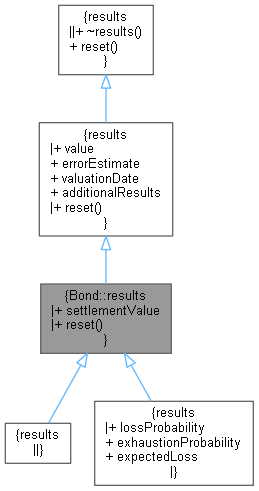 {results
||+ ~results()
+ reset()
}
{results
|+ value
+ errorEstimate
+ valuationDate
+ additionalResults
|+ reset()
}
{Bond::results
|+ settlementValue
|+ reset()
}
{results
||}
{results
|+ lossProbability
+ exhaustionProbability
+ expectedLoss
|}